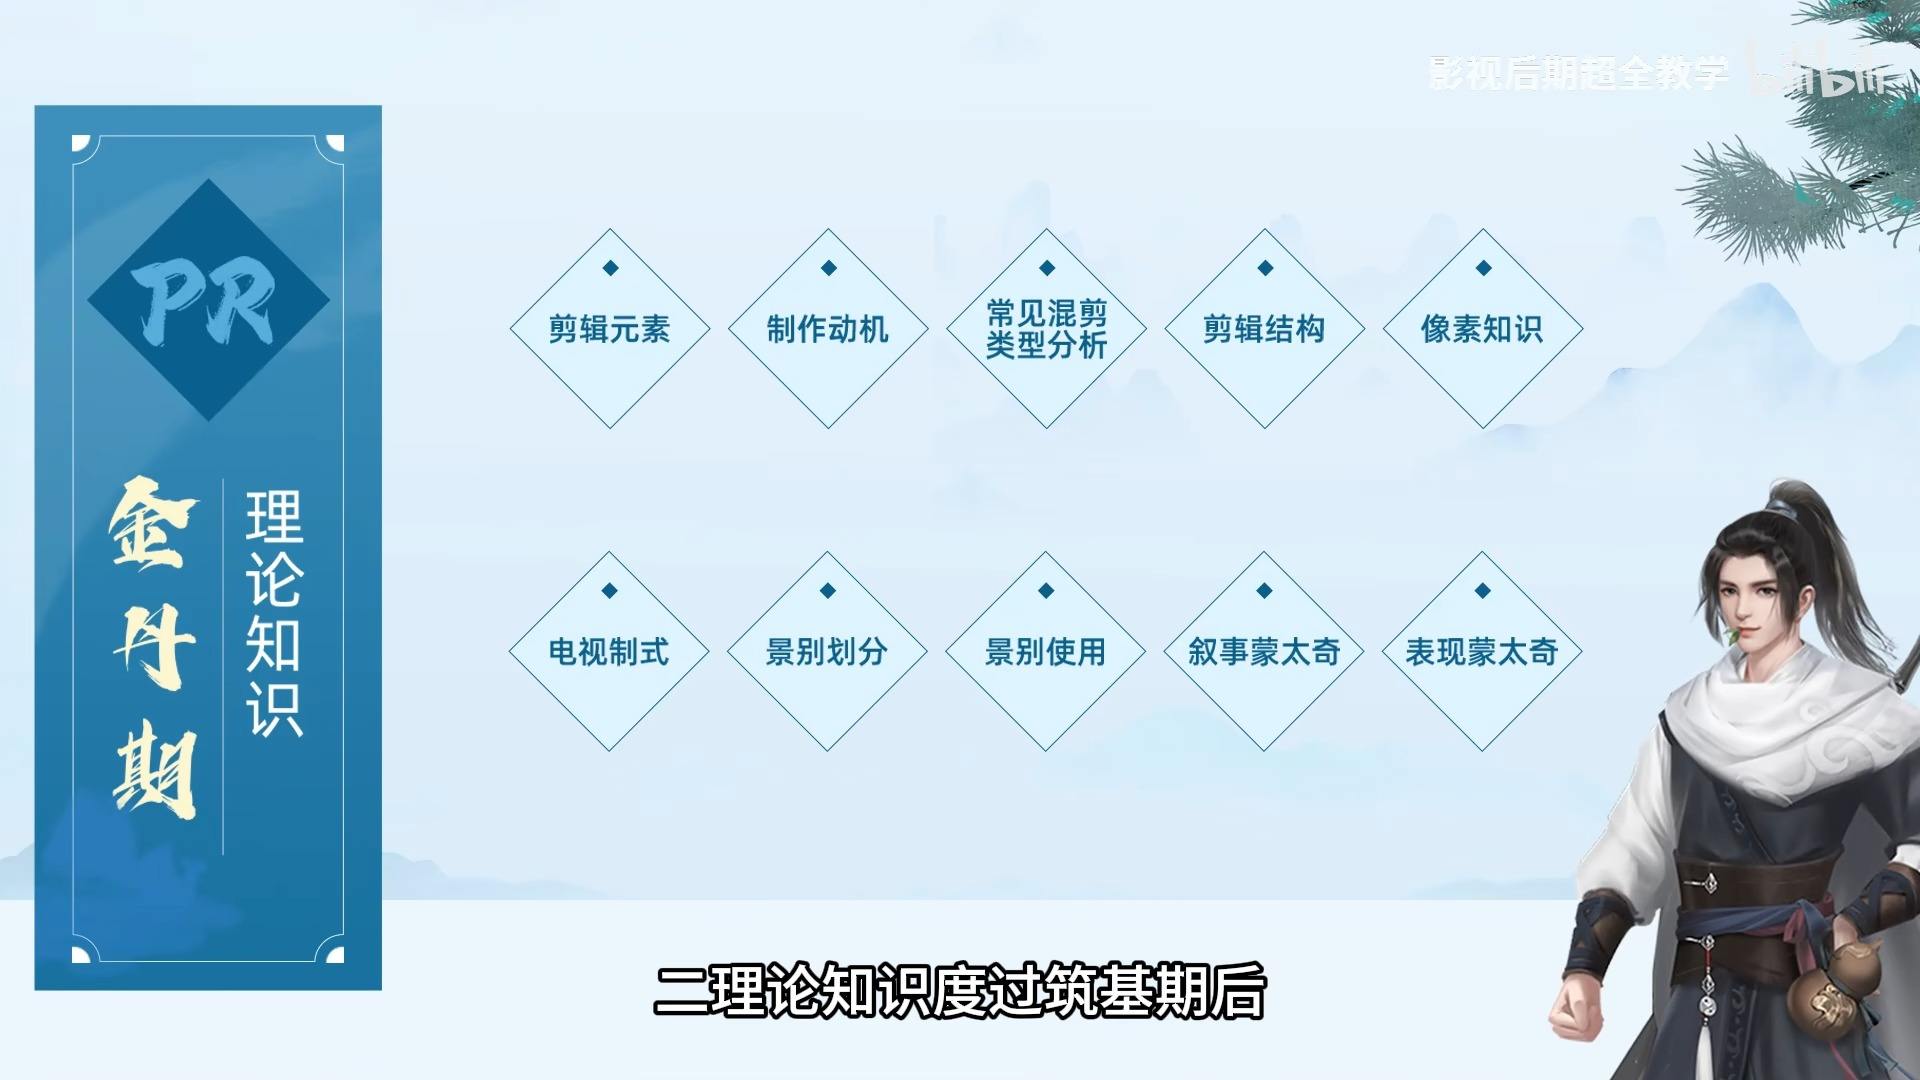 影视后期超全教学 bilibili
PR
金丹期
理论知识
剪辑元素
制作动机
常见混剪
类型分析
剪辑结构
像素知识
电视制式
景别划分
景别使用
叙事蒙太奇
表现蒙太奇
二理论知识度过筑基期后